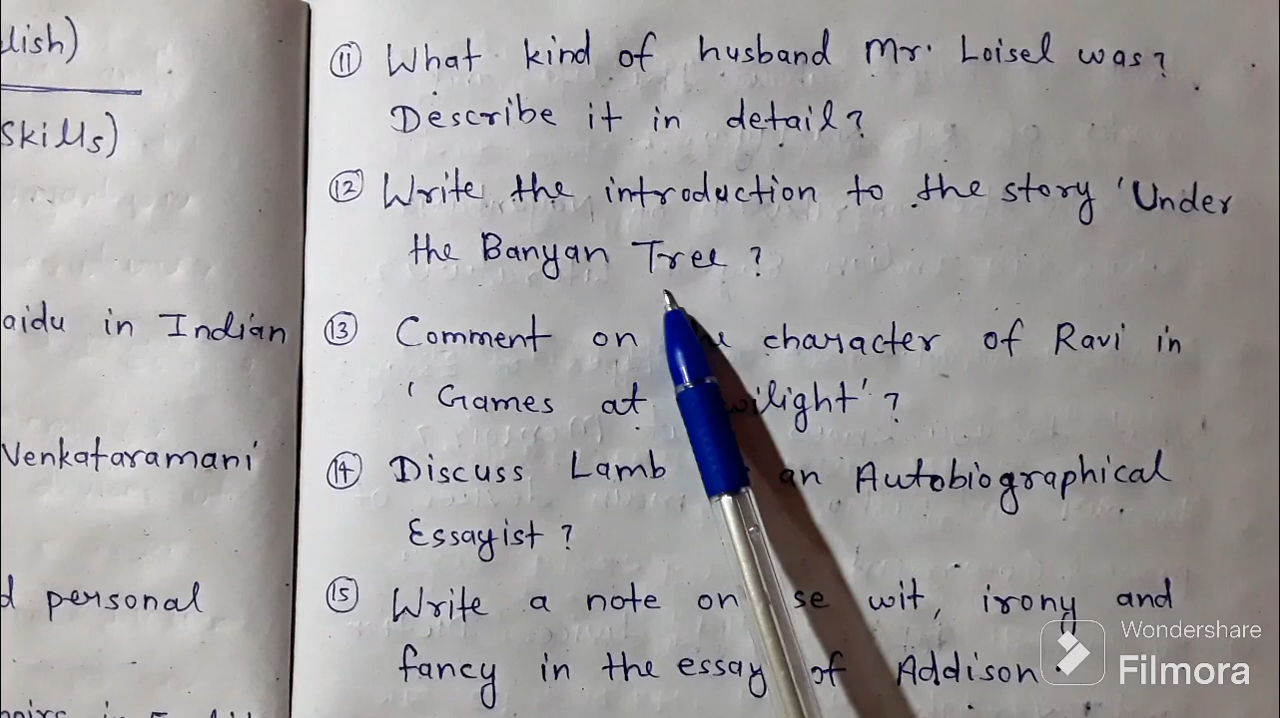 lish)
Skills)
aidu in Indian
Venkataramani
d personal
⑪ What kind of husband Mr. Loisel was?
Describe it in detail?
⑫ Write the introduction to the story 'Under
the Banyan Tree?
⑬ Comment on character of Ravi in
'Games at wilight'?
⑭ Discuss Lamb an Autobiographical
Essayist?
⑮ Write a note on se wit, irony and
fancy in the essay of Addison.
Wondershare
Filmora